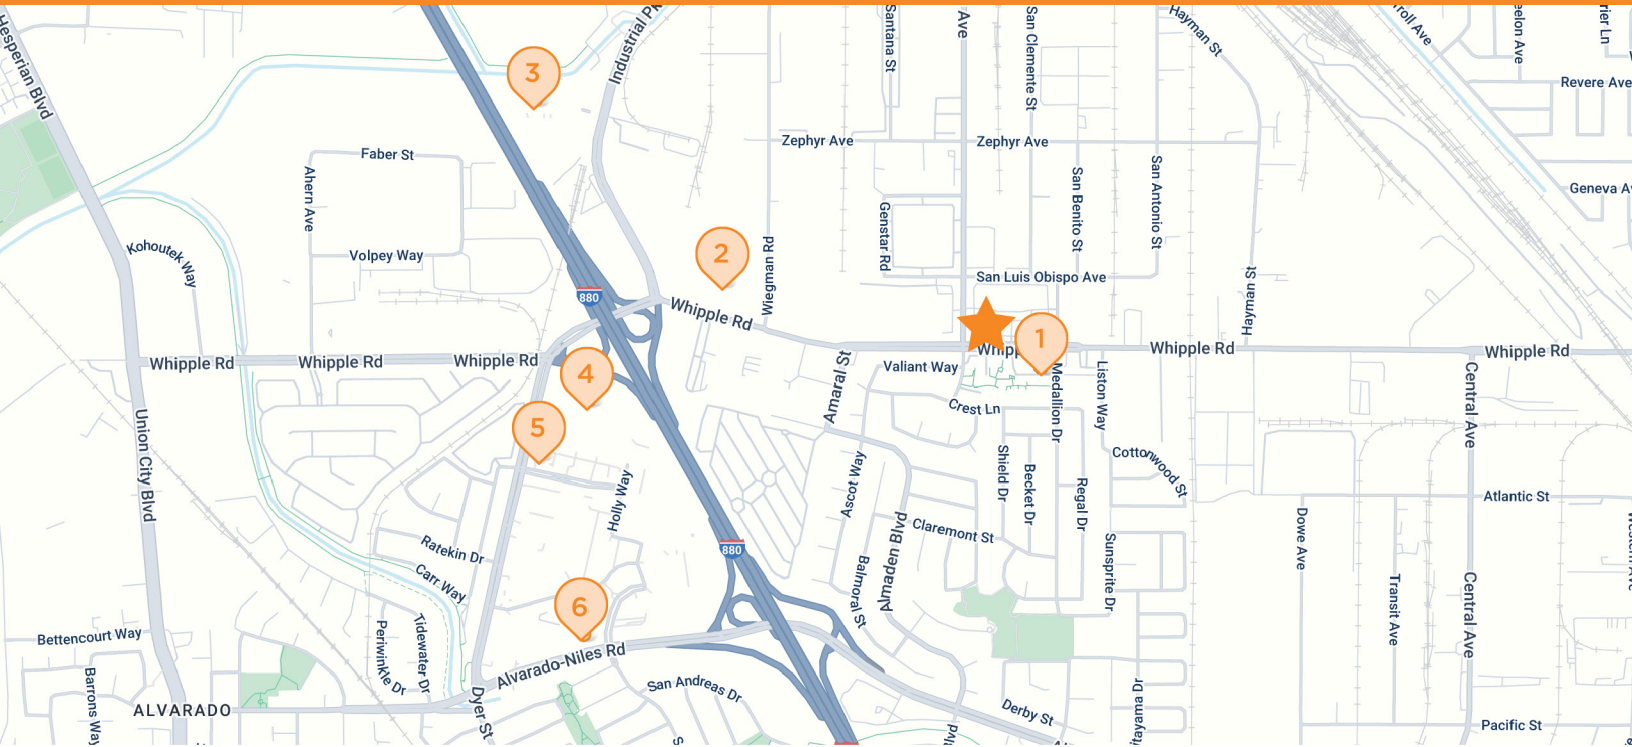 Hesperian Blvd
Industrial
Santana St
Ave
San Clemente St
Hayman St
Ave
Ave
Ln
Revere Ave
3
Zephyr Ave
Zephyr Ave
Faber St
Ahern Ave
San Antonio St
San Benito St
Geneva
Genstar Rd
Kohoutek Way
Volpey Way
2
Wiegman Rd
San Luis Obispo Ave
Hayman St
880
Whipple Rd
1
Whipple Rd
Whipple Rd
Whipple Rd
Whipple Rd
Whipple Rd
4
Valiant Way
Amaral St
Medallion Dr
Liston Way
Central Ave
Crest Ln
5
Union City Blvd
Holly Way
Ascot Way
Shield Dr
Becket Dr
Regal Dr
Cottonwood St
Atlantic St
Dowe Ave
Ratekin Dr
880
Claremont St
Almaden Blvd
Carr Way
Balmoral St
Sunsprite Dr
Transit Ave
Central Ave
6
Bettencourt Way
Periwinkle Dr
Tidewater Dr
Alvarado-Niles Rd
Barrons Way
San Andreas Dr
ALVARADO
Dyer St
Derby St
Dr
Pacific St